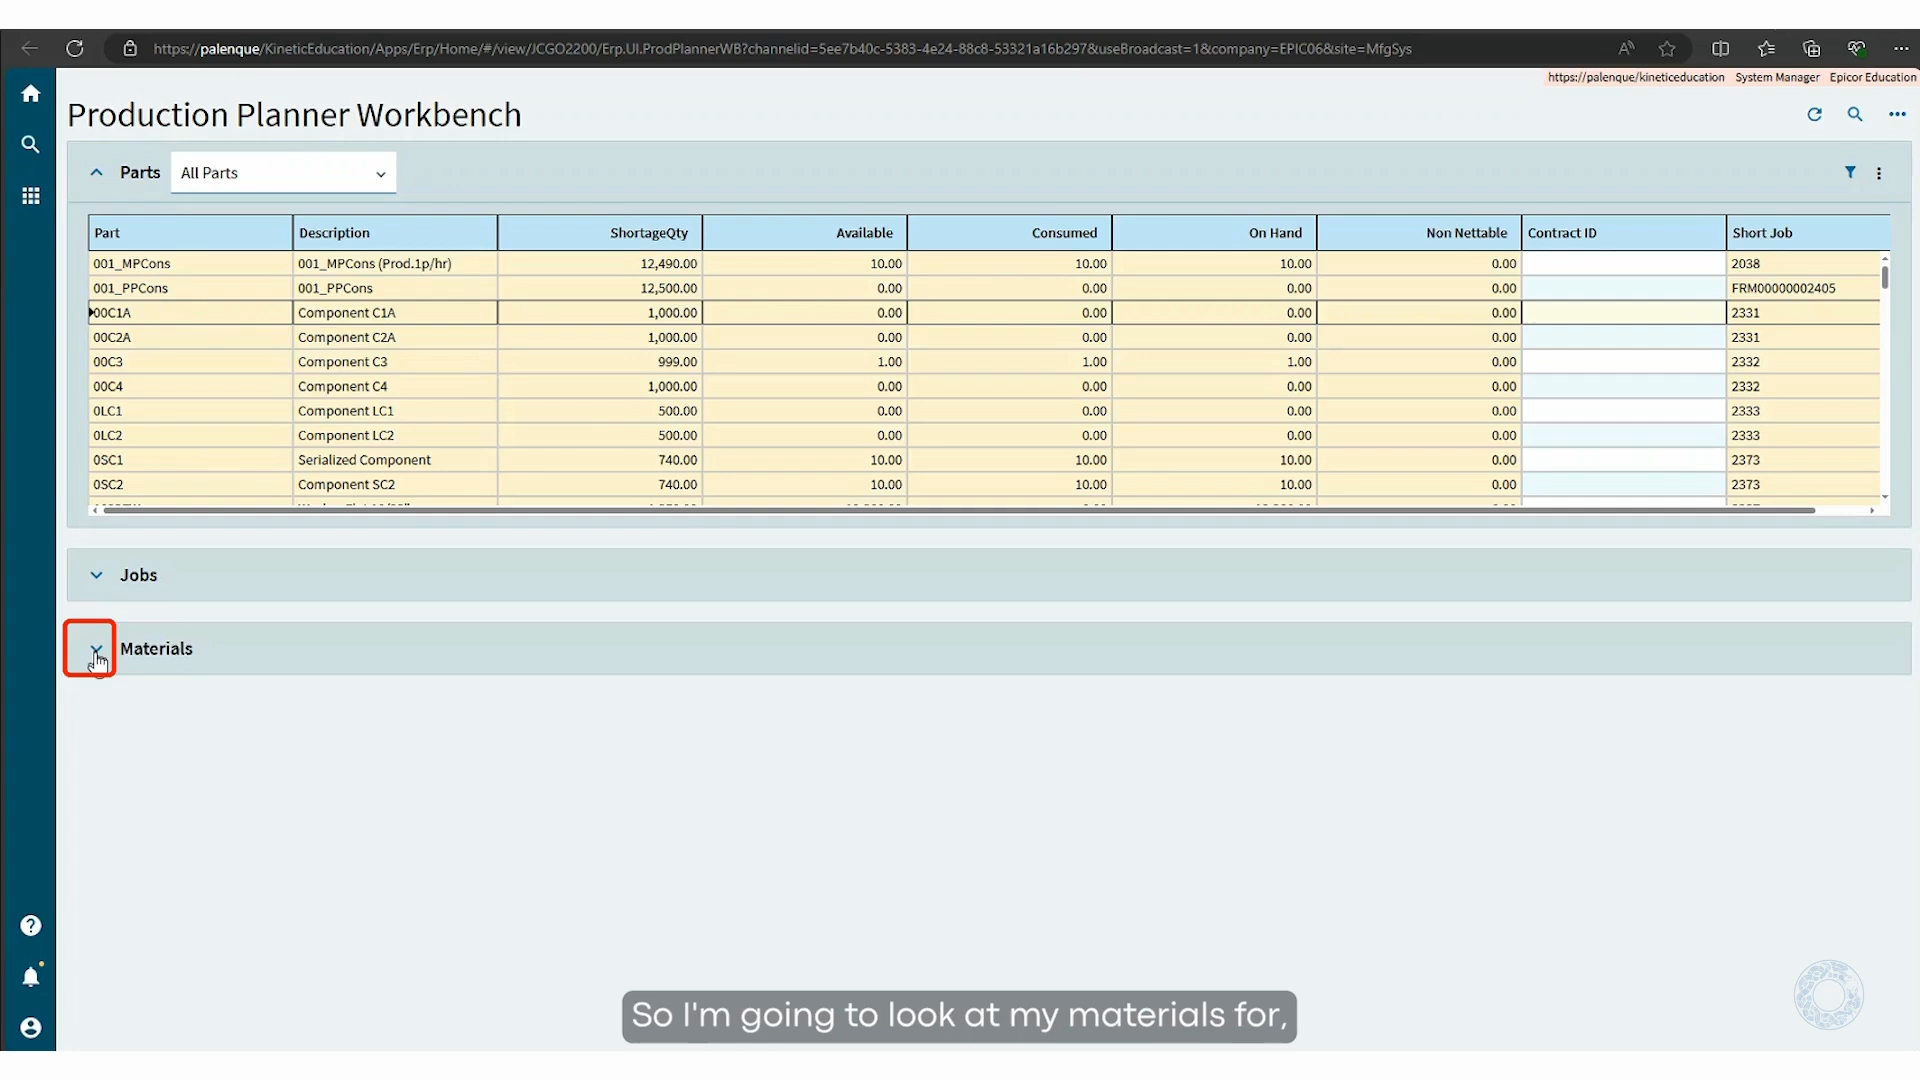 https://palenque/KineticEducation/Apps/Erp/Home/#/view/JCGO2200/Erp.UI.ProdPlannerWB?channelid=5ee7b40c-5383-4e24-88c8-53321a16b297&useBroadcast=1&company=EPIC06&site=MfgSys
https://palenque/kineticeducation System Manager Epicor Education
Production Planner Workbench
Parts All Parts
Part Description ShortageQty Available Consumed On Hand Non Nettable Contract ID Short Job
001_MPCons 001_MPCons (Prod.1p/hr) 12,490.00 10.00 10.00 10.00 0.00 2038
001_PPCons 001_PPCons 12,500.00 0.00 0.00 0.00 0.00 FRM00000002405
00C1A Component C1A 1,000.00 0.00 0.00 0.00 0.00 2331
00C2A Component C2A 1,000.00 0.00 0.00 0.00 0.00 2331
00C3 Component C3 999.00 1.00 1.00 1.00 0.00 2332
00C4 Component C4 1,000.00 0.00 0.00 0.00 0.00 2332
0LC1 Component LC1 500.00 0.00 0.00 0.00 0.00 2333
0LC2 Component LC2 500.00 0.00 0.00 0.00 0.00 2333
0SC1 Serialized Component 740.00 10.00 10.00 10.00 0.00 2373
0SC2 Component SC2 740.00 10.00 10.00 10.00 0.00 2373
Jobs
Materials
So I'm going to look at my materials for,